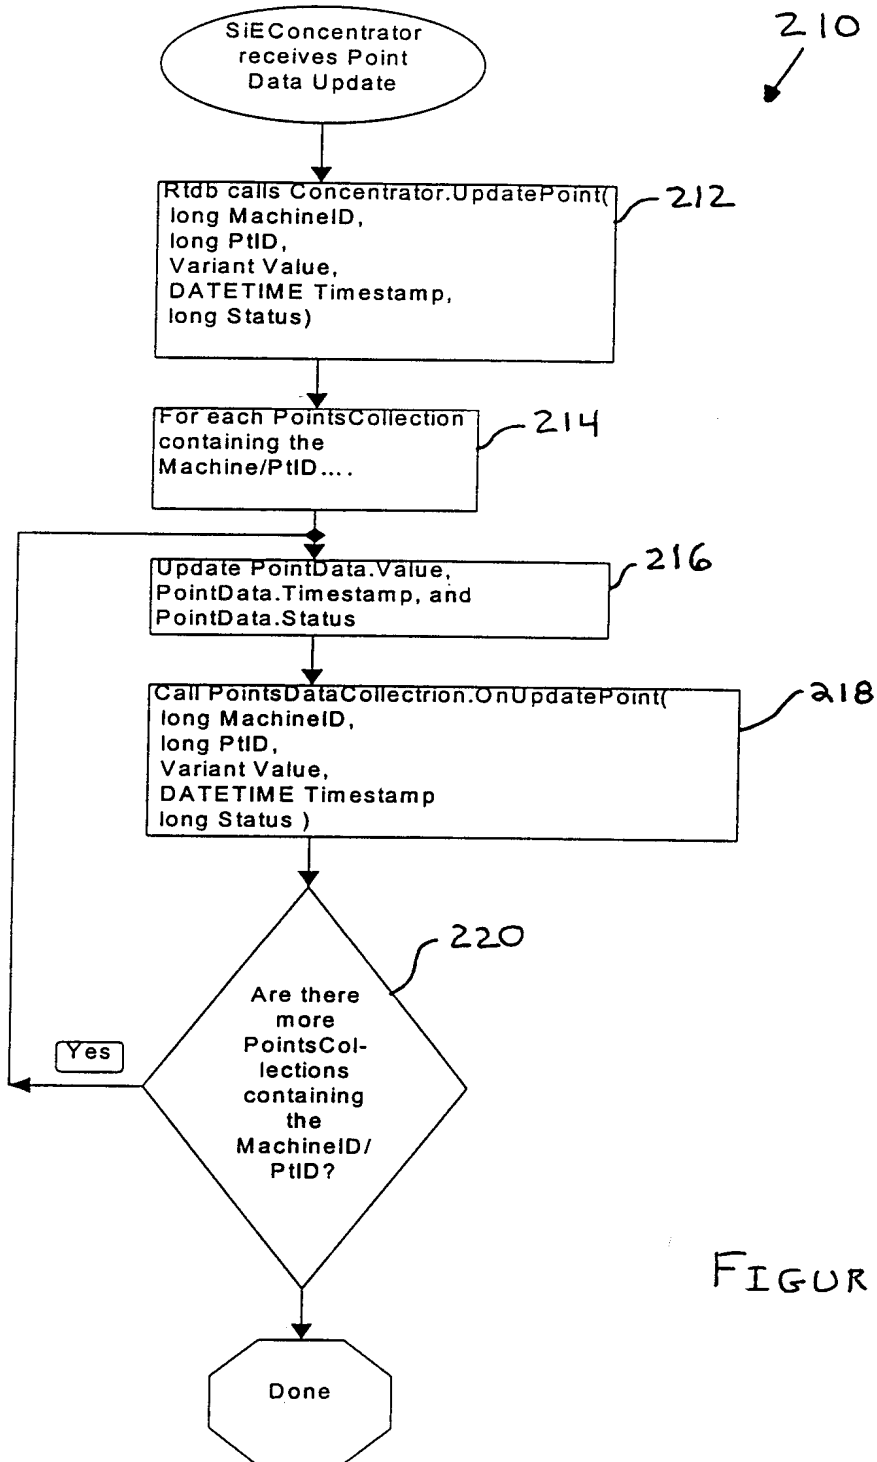 SiEConcentrator
receives Point
Data Update
210
Rtdb calls Concentrator.UpdatePoint(
long MachineID,
long PtID,
Variant Value,
DATETIME Timestamp,
long Status)
212
For each PointsCollection
containing the
Machine/PtID....
214
Update PointData.Value,
PointData.Timestamp, and
PointData.Status
216
Call PointsDataCollectrion.OnUpdatePoint(
long MachineID,
long PtID,
Variant Value,
DATETIME Timestamp
long Status )
218
220
Are there
more
PointsCol-
lections
containing
the
MachineID/
PtID?
Yes
FIGUR
Done